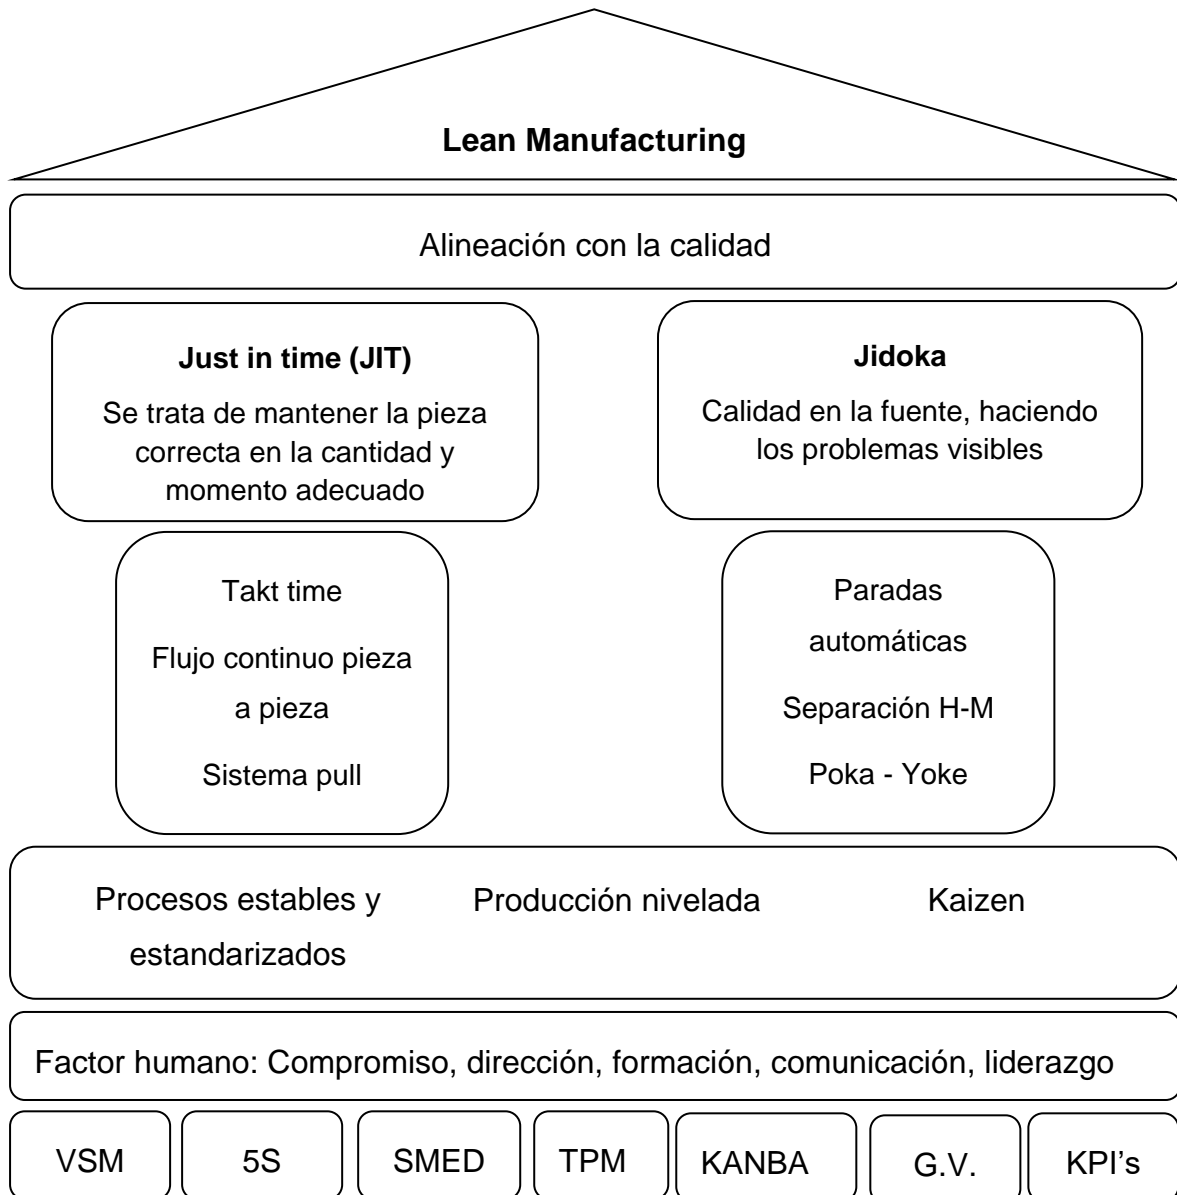 Lean Manufacturing
Alineación con la calidad
Just in time (JIT)
Se trata de mantener la pieza
correcta en la cantidad y
momento adecuado
Jidoka
Calidad en la fuente, haciendo
los problemas visibles
Takt time
Flujo continuo pieza
a pieza
Sistema pull
Paradas
automáticas
Separación H-M
Poka - Yoke
Procesos estables y
estandarizados
Producción nivelada
Kaizen
Factor humano: Compromiso, dirección, formación, comunicación, liderazgo
VSM
5S
SMED
TPM
KANBA
G.V.
KPI's